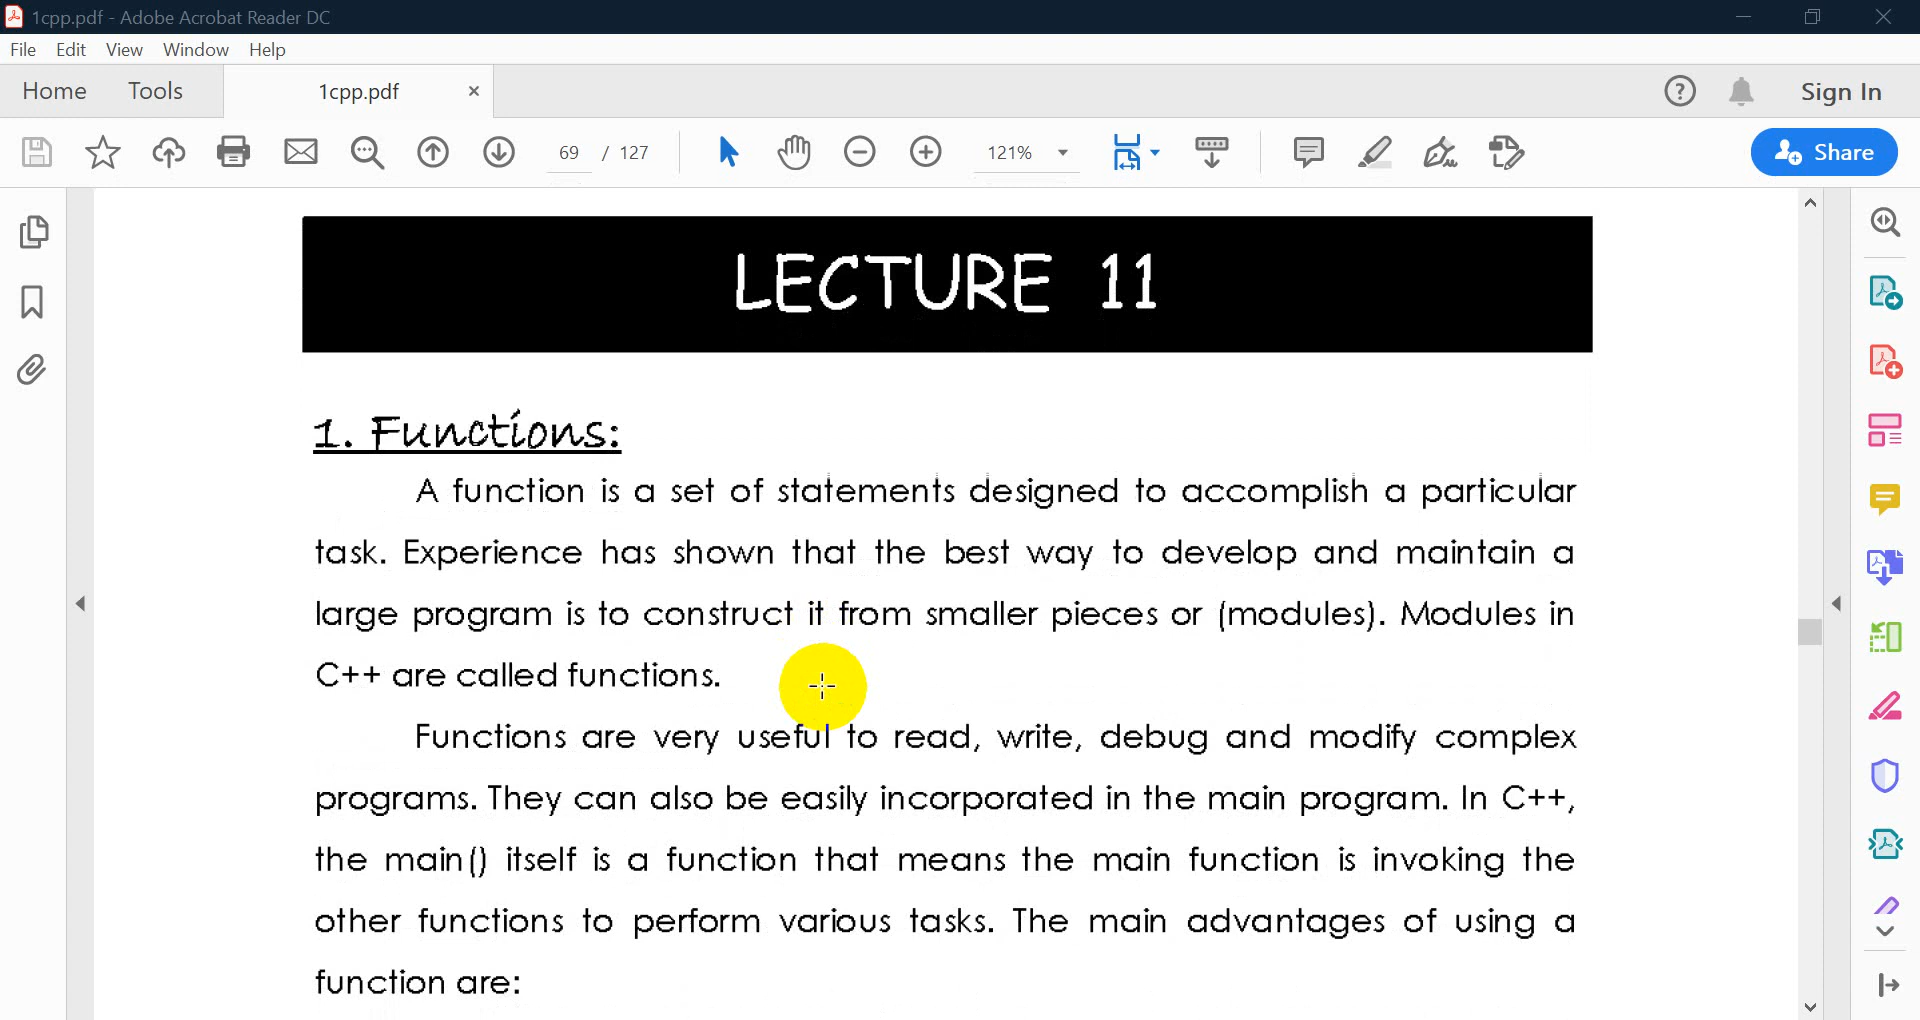 1cpp.pdf - Adobe Acrobat Reader DC
File Edit View Window Help
Home Tools 1cpp.pdf Sign In
69 / 127 121% Share
LECTURE 11
1. Functions:
A function is a set of statements designed to accomplish a particular
task. Experience has shown that the best way to develop and maintain a
large program is to construct it from smaller pieces or (modules). Modules in
C++ are called functions.
Functions are very useful to read, write, debug and modify complex
programs. They can also be easily incorporated in the main program. In C++,
the main() itself is a function that means the main function is invoking the
other functions to perform various tasks. The main advantages of using a
function are: